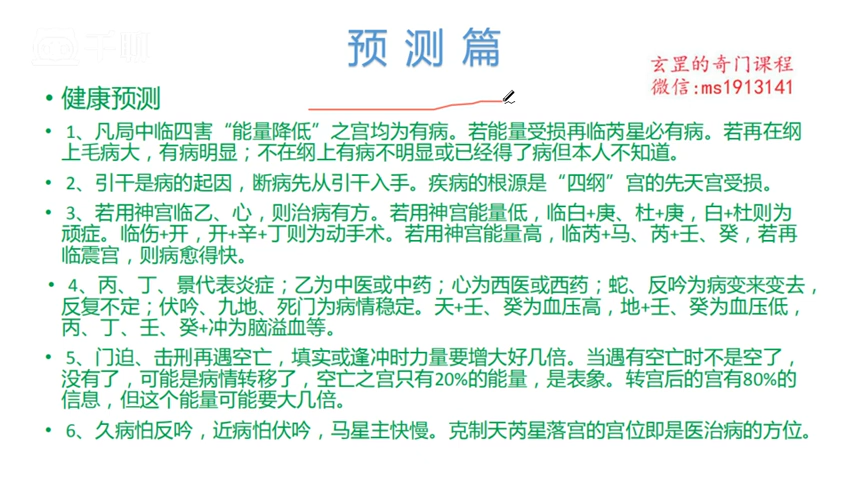 千聊
预测篇
玄罡的奇门课程
微信:ms1913141
• 健康预测
• 1、凡局中临四害“能量降低”之宫均为有病。若能量受损再临芮星必有病。若再在纲
上毛病大，有病明显；不在纲上有病不明显或已经得了病但本人不知道。
• 2、引干是病的起因，断病先从引干入手。疾病的根源是“四纲”宫的先天宫受损。
• 3、若用神宫临乙、心，则治病有方。若用神宫能量低，临白+庚、杜+庚，白+杜则为
顽症。临伤+开，开+辛+丁则为动手术。若用神宫能量高，临芮+马、芮+壬、癸，若再
临震宫，则病愈得快。
• 4、丙、丁、景代表炎症；乙为中医或中药；心为西医或西药；蛇、反吟为病变来变去，
反复不定；伏吟、九地、死门为病情稳定。天+壬、癸为血压高，地+壬、癸为血压低，
丙、丁、壬、癸+冲为脑溢血等。
• 5、门迫、击刑再遇空亡，填实或逢冲时力量要增大好几倍。当遇有空亡时不是空了，
没有了，可能是病情转移了，空亡之宫只有20%的能量，是表象。转宫后的宫有80%的
信息，但这个能量可能要大几倍。
• 6、久病怕反吟，近病怕伏吟，马星主快慢。克制天芮星落宫的宫位即是医治病的方位。